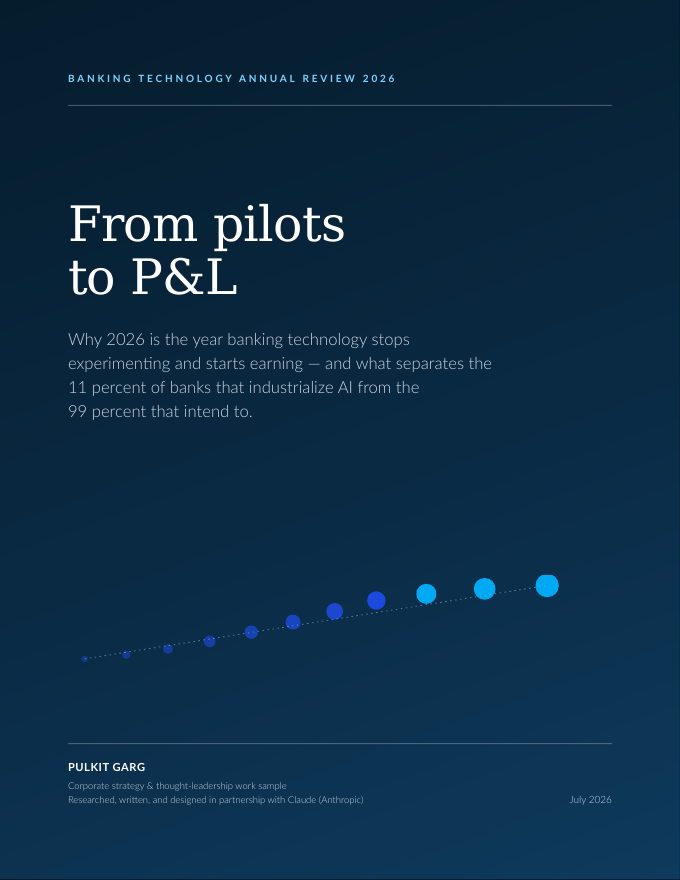 BANKING TECHNOLOGY ANNUAL REVIEW 2026
From pilots
to P&L
Why 2026 is the year banking technology stops
experimenting and starts earning — and what separates the
11 percent of banks that industrialize AI from the
99 percent that intend to.
PULKIT GARG
Corporate strategy & thought-leadership work sample
Researched, written, and designed in partnership with Claude (Anthropic)
July 2026